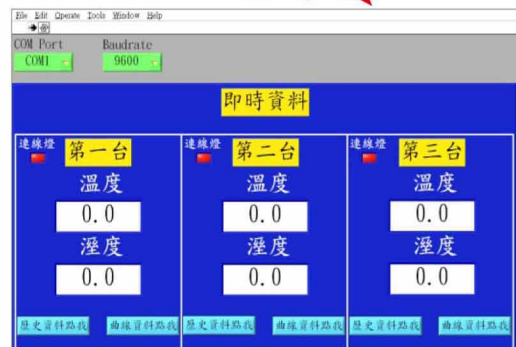 File Edit Operate Tools Window Help
COM Port Baudrate
COM1 9600
即時資料
連線燈 第一台 連線燈 第二台 連線燈 第三台
溫度 溫度 溫度
0.0 0.0 0.0
溼度 溼度 溼度
0.0 0.0 0.0
歷史資料點我 曲線資料點我 歷史資料點我 曲線資料點我 歷史資料點我 曲線資料點我